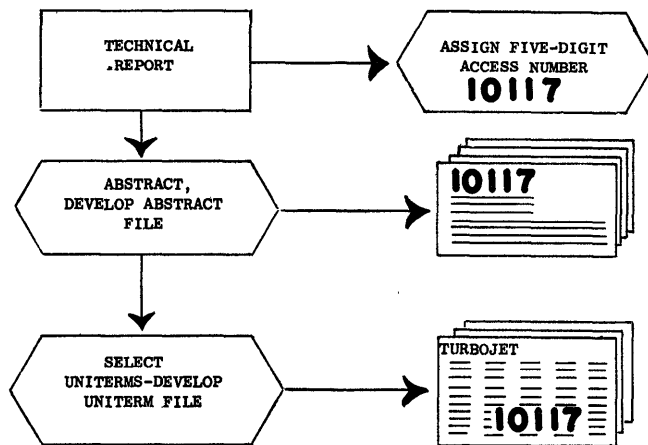 TECHNICAL
.REPORT
ASSIGN FIVE-DIGIT
ACCESS NUMBER
10117
ABSTRACT,
DEVELOP ABSTRACT
FILE
10117
SELECT
UNITERMS-DEVELOP
UNITERM FILE
TURBOJET
10117